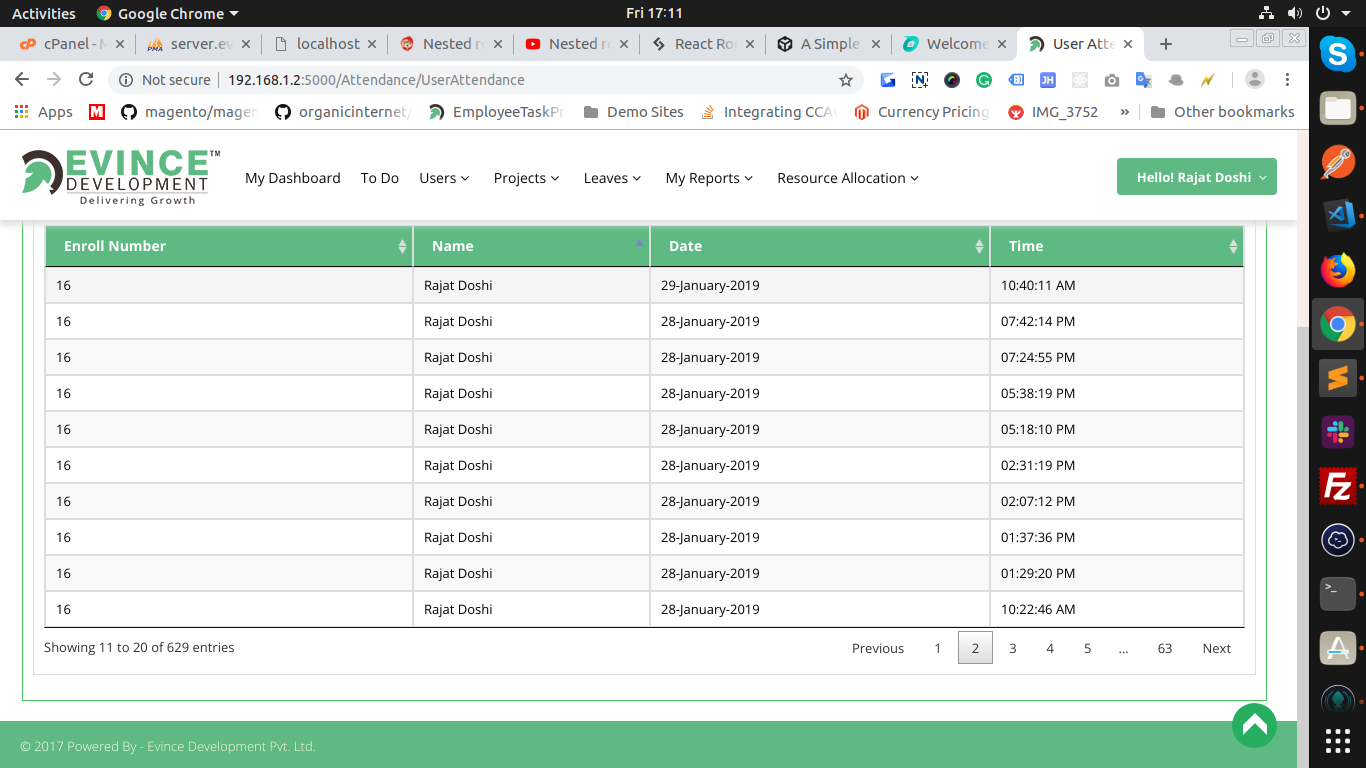 Activities Google Chrome Fri 17:11
cPanel - M server.ev localhost Nested ro Nested ro React Rou A Simple Welcome User Atte
Not secure 192.168.1.2:5000/Attendance/UserAttendance
Apps magento/magen organicinternet/ EmployeeTaskPr Demo Sites Integrating CCAv Currency Pricing IMG_3752 » Other bookmarks
EVINCE™
DEVELOPMENT
Delivering Growth
My Dashboard To Do Users Projects Leaves My Reports Resource Allocation Hello! Rajat Doshi
Enroll Number Name Date Time
16 Rajat Doshi 29-January-2019 10:40:11 AM
16 Rajat Doshi 28-January-2019 07:42:14 PM
16 Rajat Doshi 28-January-2019 07:24:55 PM
16 Rajat Doshi 28-January-2019 05:38:19 PM
16 Rajat Doshi 28-January-2019 05:18:10 PM
16 Rajat Doshi 28-January-2019 02:31:19 PM
16 Rajat Doshi 28-January-2019 02:07:12 PM
16 Rajat Doshi 28-January-2019 01:37:36 PM
16 Rajat Doshi 28-January-2019 01:29:20 PM
16 Rajat Doshi 28-January-2019 10:22:46 AM
Showing 11 to 20 of 629 entries Previous 1 2 3 4 5 ... 63 Next
© 2017 Powered By - Evince Development Pvt. Ltd.